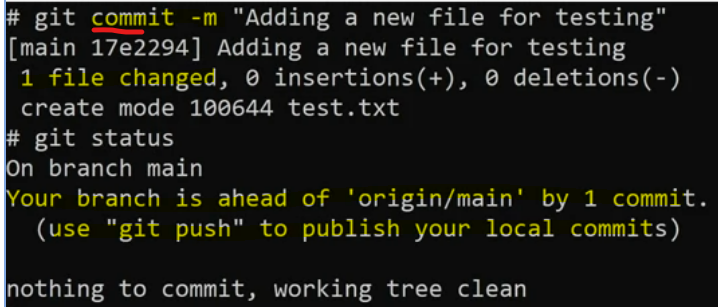 # git commit -m "Adding a new file for testing"
[main 17e2294] Adding a new file for testing
 1 file changed, 0 insertions(+), 0 deletions(-)
 create mode 100644 test.txt
# git status
On branch main
Your branch is ahead of 'origin/main' by 1 commit.
  (use "git push" to publish your local commits)

nothing to commit, working tree clean